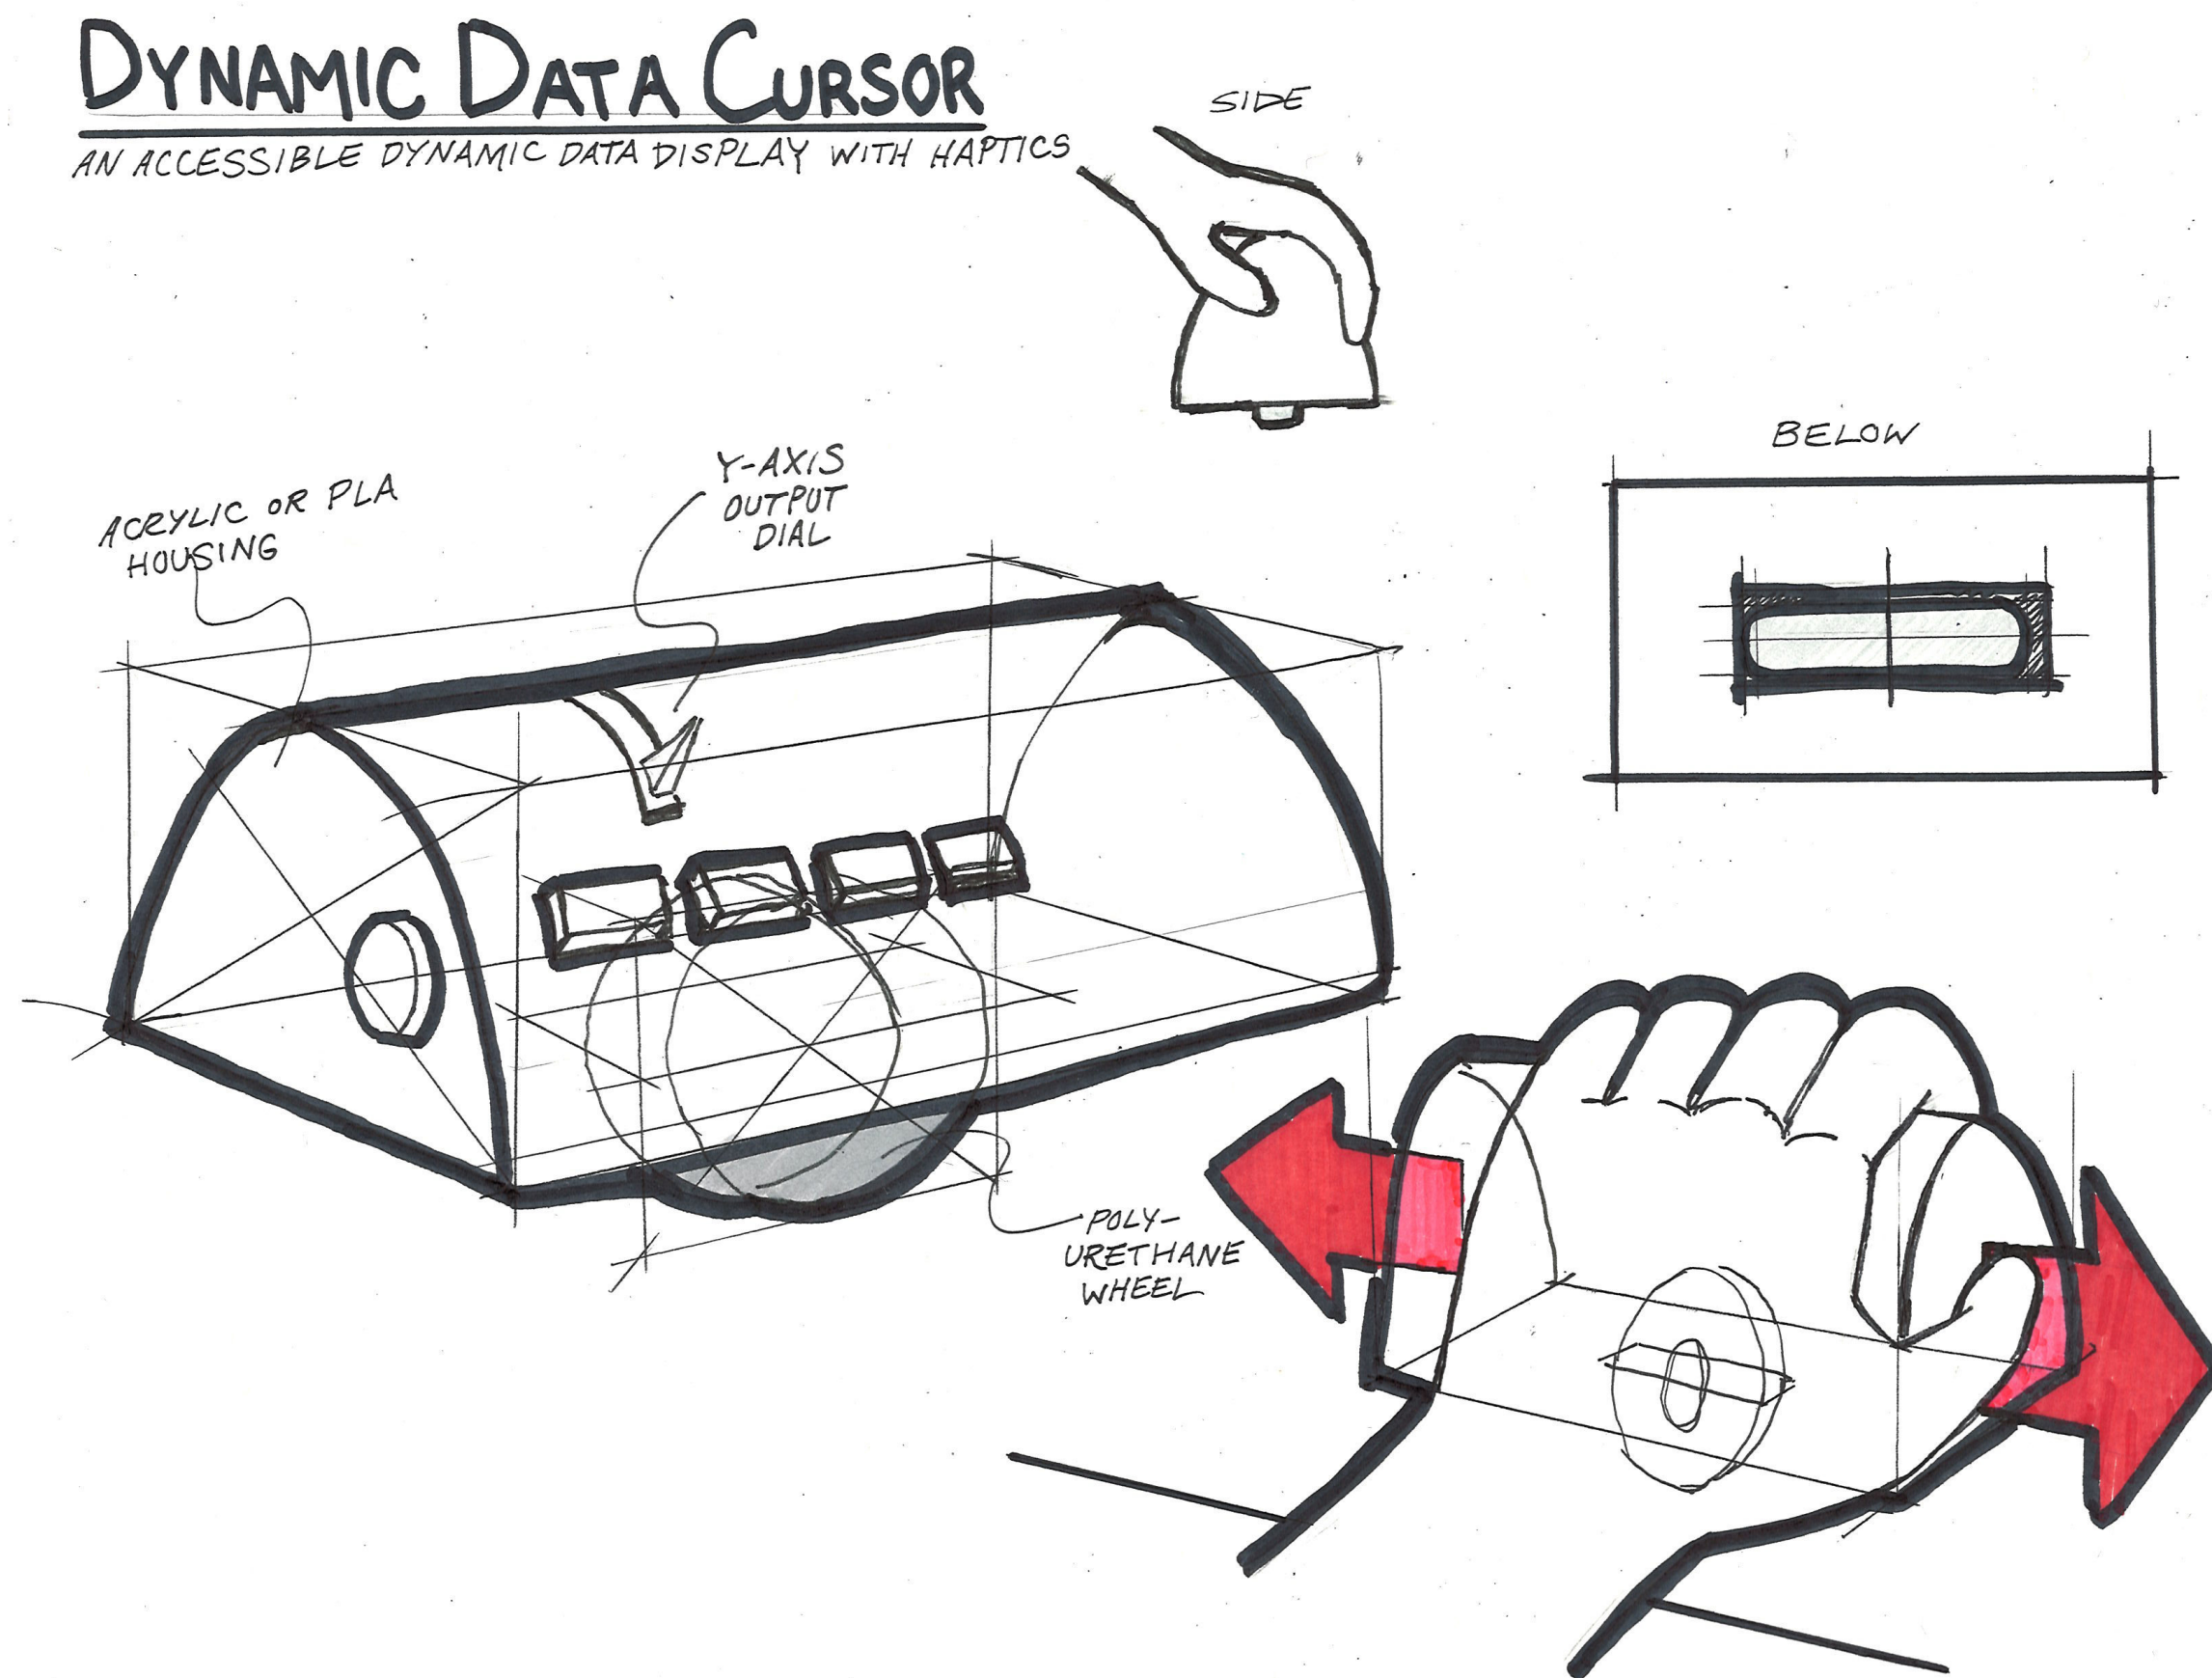 DYNAMIC DATA CURSOR
AN ACCESSIBLE DYNAMIC DATA DISPLAY WITH HAPTICS
SIDE
BELOW
Y-AXIS
OUTPUT
DIAL
ACRYLIC OR PLA
HOUSING
POLY-
URETHANE
WHEEL